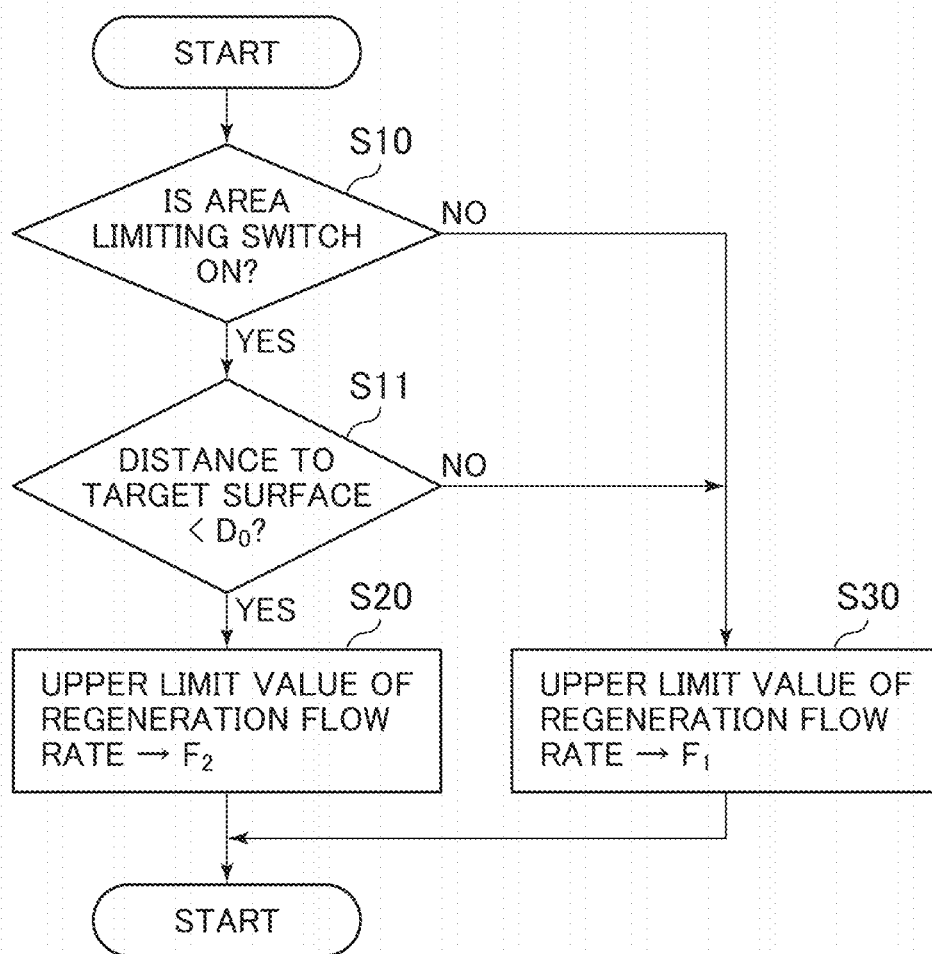 START
S10
IS AREA
LIMITING SWITCH
ON?
NO
YES
S11
DISTANCE TO
TARGET SURFACE
< D₀?
NO
YES
S20
UPPER LIMIT VALUE OF
REGENERATION FLOW
RATE → F₂
S30
UPPER LIMIT VALUE OF
REGENERATION FLOW
RATE → F₁
START